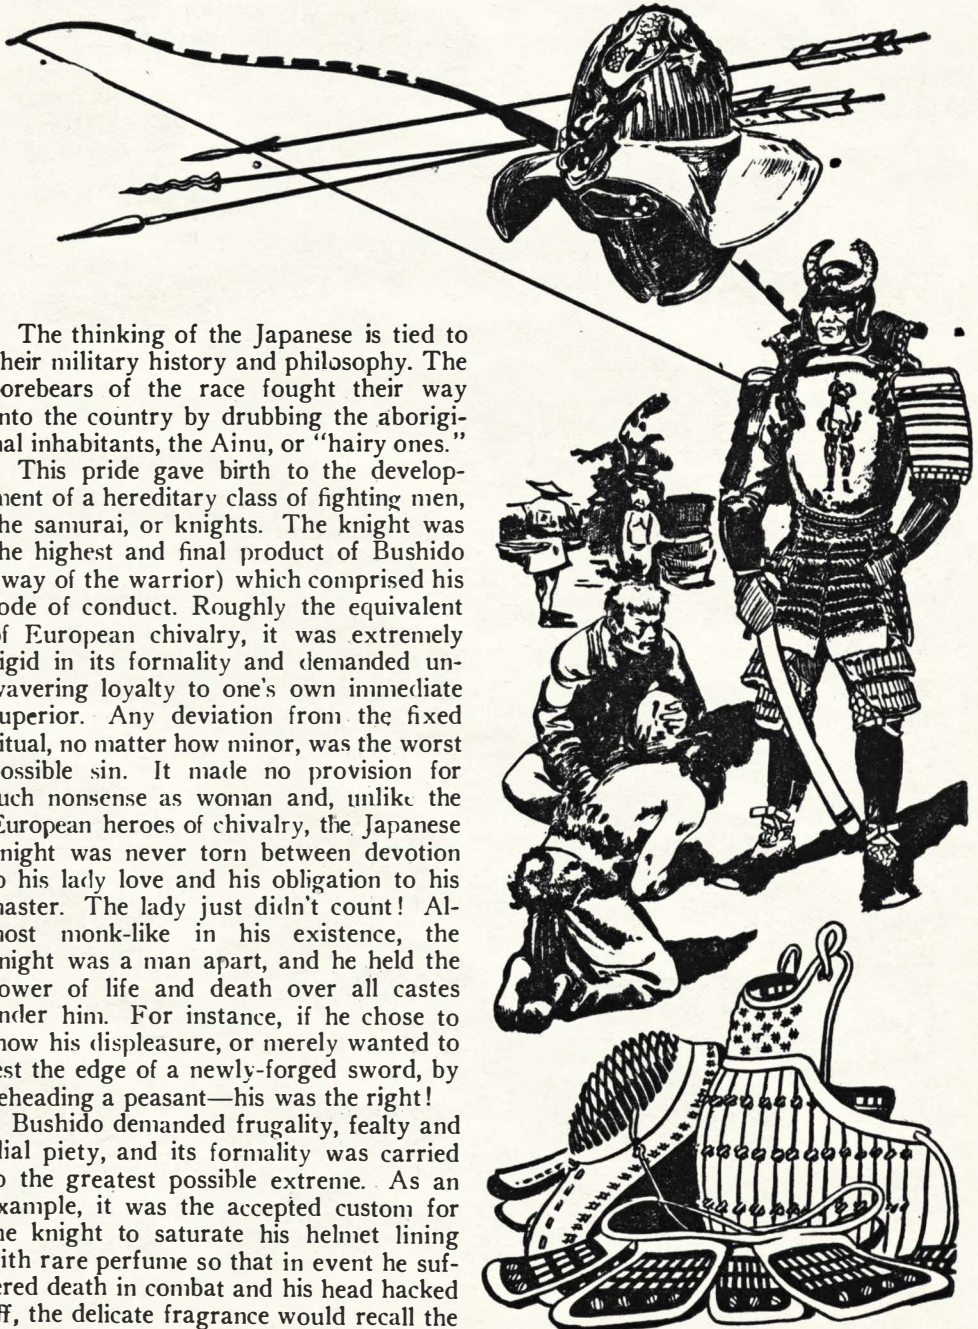 The thinking of the Japanese is tied to
heir military history and philosophy. The
orebears of the race fought their way
nto the country by drubbing the aborigi-
nal inhabitants, the Ainu, or “hairy ones.”
This pride gave birth to the develop-
ment of a hereditary class of fighting men,
he samurai, or knights. The knight was
he highest and final product of Bushido
way of the warrior) which comprised his
ode of conduct. Roughly the equivalent
of European chivalry, it was extremely
igid in its formality and demanded un-
wavering loyalty to one's own immediate
uperior. Any deviation from the fixed
itual, no matter how minor, was the worst
ossible sin. It made no provision for
uch nonsense as woman and, unlike the
European heroes of chivalry, the Japanese
night was never torn between devotion
o his lady love and his obligation to his
master. The lady just didn't count! Al-
most monk-like in his existence, the
night was a man apart, and he held the
ower of life and death over all castes
nder him. For instance, if he chose to
how his displeasure, or merely wanted to
est the edge of a newly-forged sword, by
eheading a peasant—his was the right!
Bushido demanded frugality, fealty and
lial piety, and its formality was carried
o the greatest possible extreme. As an
xample, it was the accepted custom for
he knight to saturate his helmet lining
ith rare perfume so that in event he suf-
ered death in combat and his head hacked
ff, the delicate fragrance would recall the